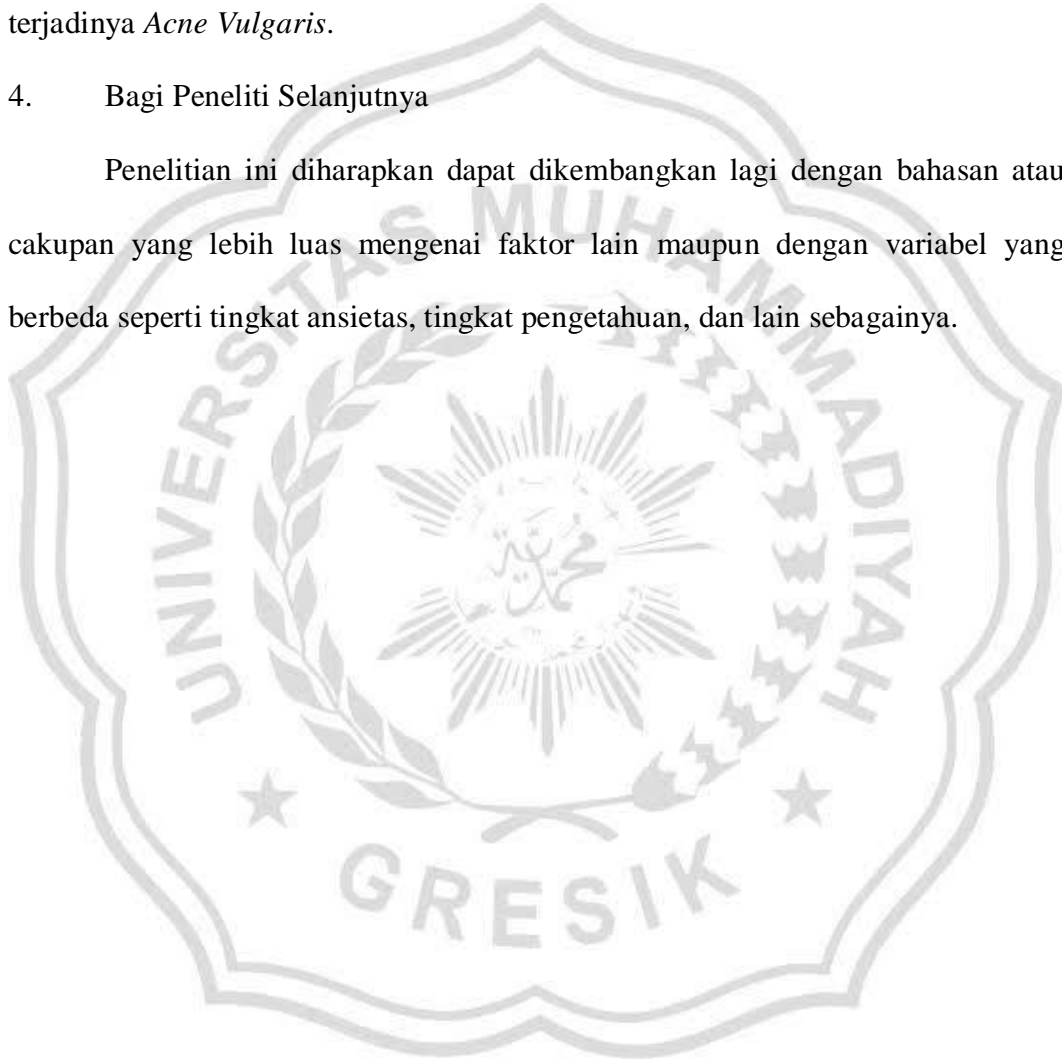 terjadinya Acne Vulgaris.
4. Bagi Peneliti Selanjutnya
Penelitian ini diharapkan dapat dikembangkan lagi dengan bahasan atau
cakupan yang lebih luas mengenai faktor lain maupun dengan variabel yang
berbeda seperti tingkat ansietas, tingkat pengetahuan, dan lain sebagainya.
UNIVERSITAS MUHAMMADIYAH
GRESIK